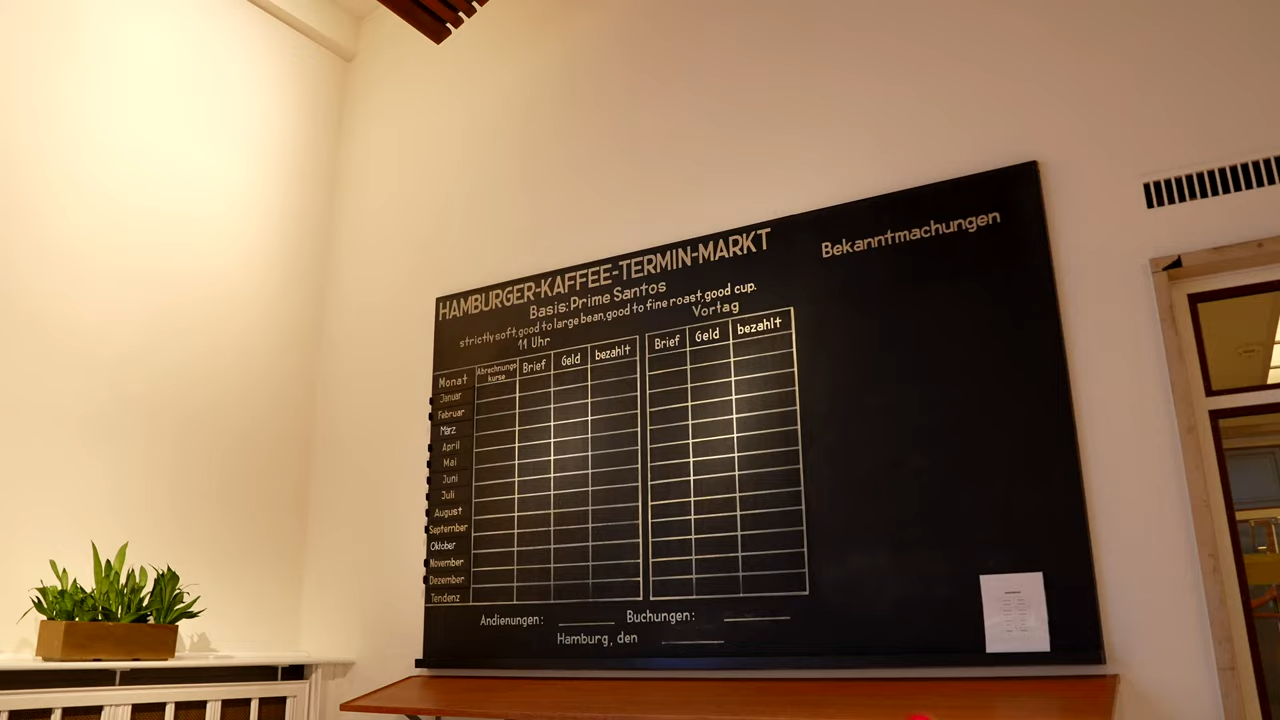 HAMBURGER-KAFFEE-TERMIN-MARKT
Basis: Prime Santos
strictly soft, good to large bean, good to fine roast, good cup.
11 Uhr
Vortag
Monat Abrechnungs kurse Brief Geld bezahlt Brief Geld bezahlt
Januar
Februar
März
April
Mai
Juni
Juli
August
September
Oktober
November
Dezember
Tendenz
Andienungen: Buchungen:
Hamburg, den
Bekanntmachungen